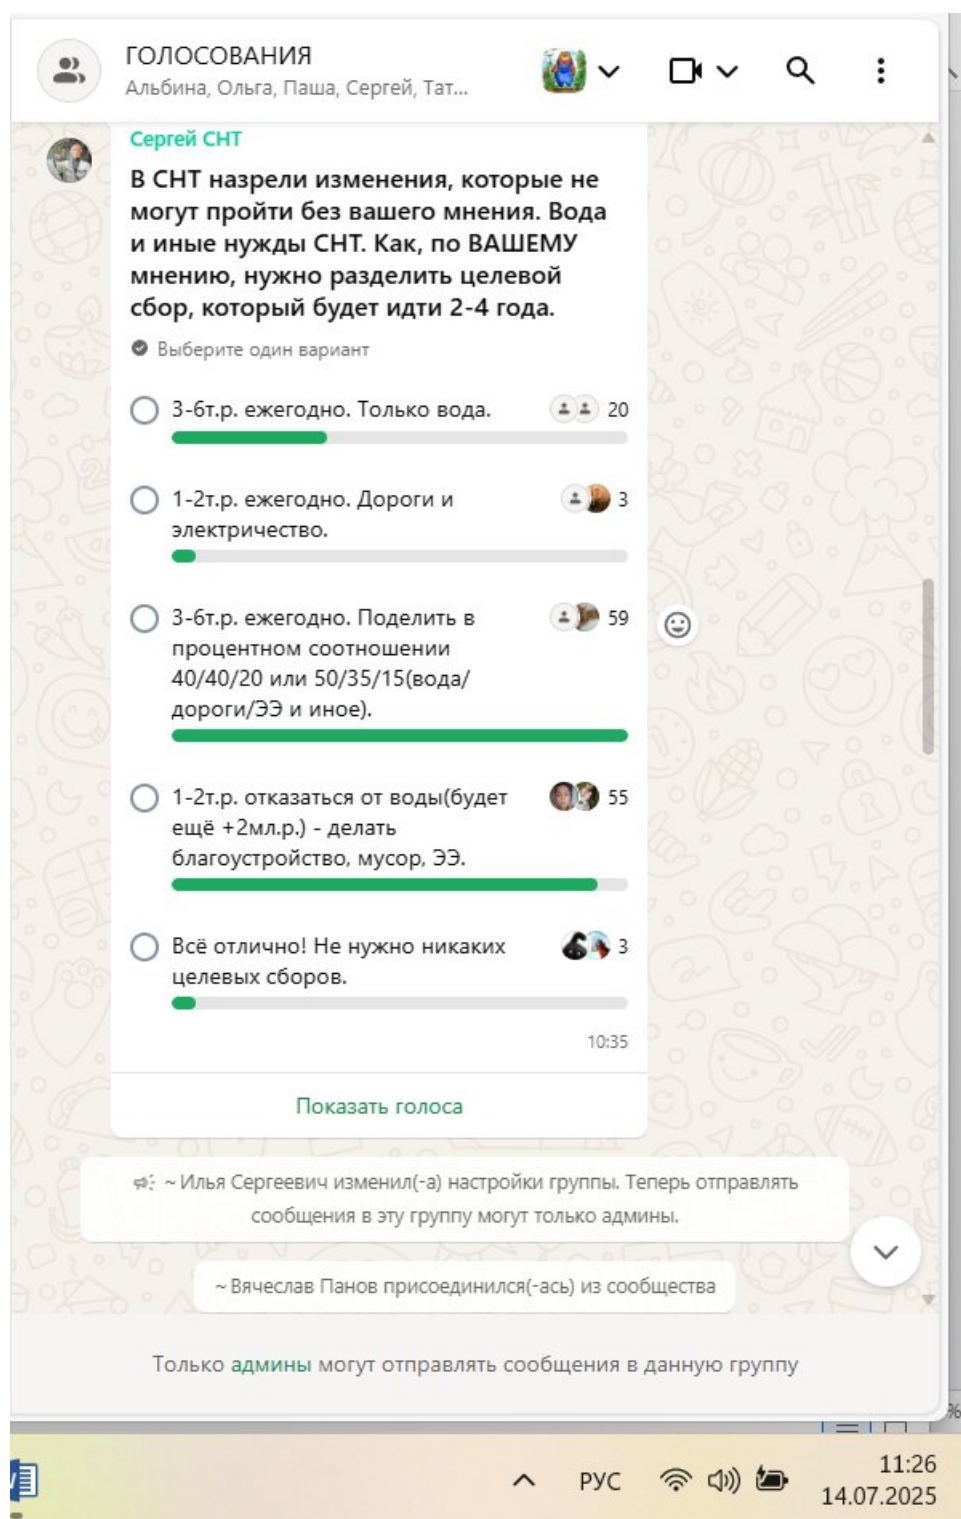 ГОЛОСОВАНИЯ
Альбина, Ольга, Паша, Сергей, Тат...
Сергей СНТ
В СНТ назрели изменения, которые не
могут пройти без вашего мнения. Вода
и иные нужды СНТ. Как, по ВАШЕМУ
мнению, нужно разделить целевой
сбор, который будет идти 2-4 года.
Выберите один вариант
3-6т.р. ежегодно. Только вода. 20
1-2т.р. ежегодно. Дороги и 3
электричество.
3-6т.р. ежегодно. Поделить в 59
процентном соотношении
40/40/20 или 50/35/15(вода/
дороги/ЭЭ и иное).
1-2т.р. отказаться от воды(будет 55
ещё +2мл.р.) - делать
благоустройство, мусор, ЭЭ.
Всё отлично! Не нужно никаких 3
целевых сборов.
10:35
Показать голоса
~ Илья Сергеевич изменил(-а) настройки группы. Теперь отправлять
сообщения в эту группу могут только админы.
~ Вячеслав Панов присоединился(-ась) из сообщества
Только админы могут отправлять сообщения в данную группу
%
РУС
11:26
14.07.2025